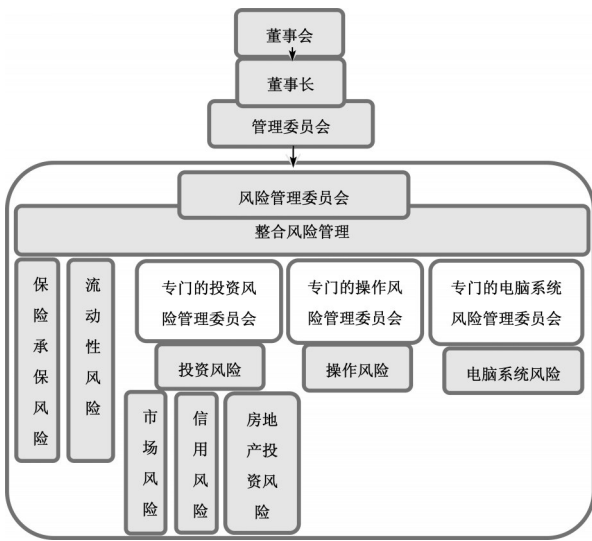 董事会
董事长
管理委员会
风险管理委员会
整合风险管理
保险承保风险
流动性风险
专门的投资风
险管理委员会
专门的操作风
险管理委员会
专门的电脑系统
风险管理委员会
投资风险
操作风险
电脑系统风险
市场风险
信用风险
房地
产投
资风
险